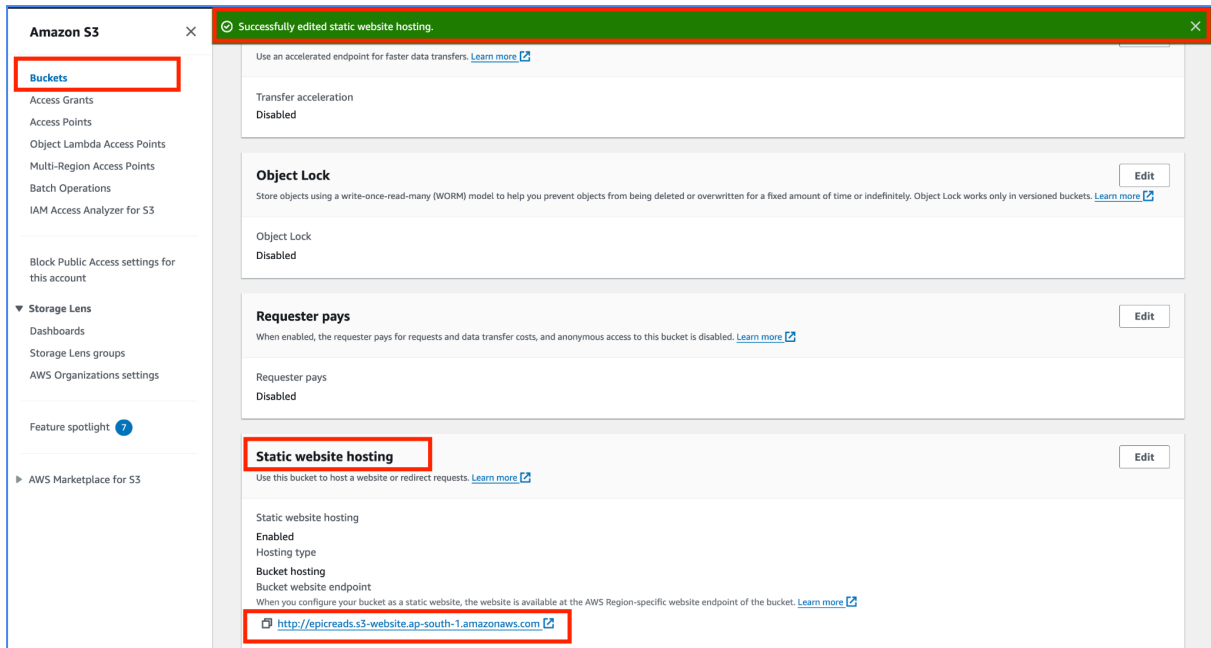 Amazon S3
Successfully edited static website hosting.
Buckets
Access Grants
Access Points
Object Lambda Access Points
Multi-Region Access Points
Batch Operations
IAM Access Analyzer for S3
Block Public Access settings for
this account
Storage Lens
Dashboards
Storage Lens groups
AWS Organizations settings
Feature spotlight 7
AWS Marketplace for S3
Use an accelerated endpoint for faster data transfers. Learn more
Transfer acceleration
Disabled
Object Lock
Edit
Store objects using a write-once-read-many (WORM) model to help you prevent objects from being deleted or overwritten for a fixed amount of time or indefinitely. Object Lock works only in versioned buckets. Learn more
Object Lock
Disabled
Requester pays
Edit
When enabled, the requester pays for requests and data transfer costs, and anonymous access to this bucket is disabled. Learn more
Requester pays
Disabled
Static website hosting
Edit
Use this bucket to host a website or redirect requests. Learn more
Static website hosting
Enabled
Hosting type
Bucket hosting
Bucket website endpoint
When you configure your bucket as a static website, the website is available at the AWS Region-specific website endpoint of the bucket. Learn more
http://epicreads.s3-website.ap-south-1.amazonaws.com